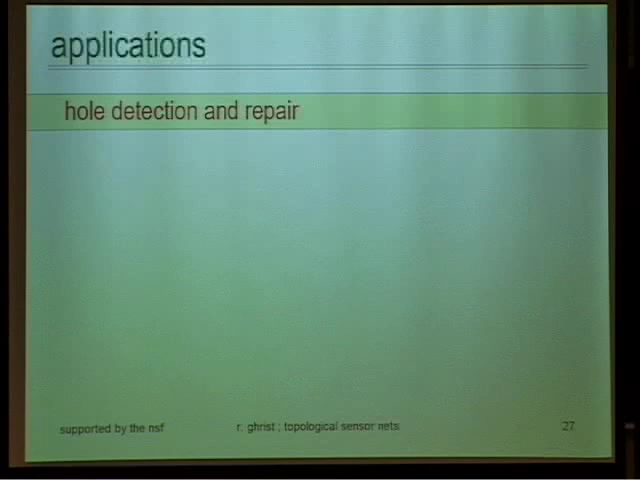 applications
hole detection and repair
supported by the nsf
r. ghrist ; topological sensor nets
27